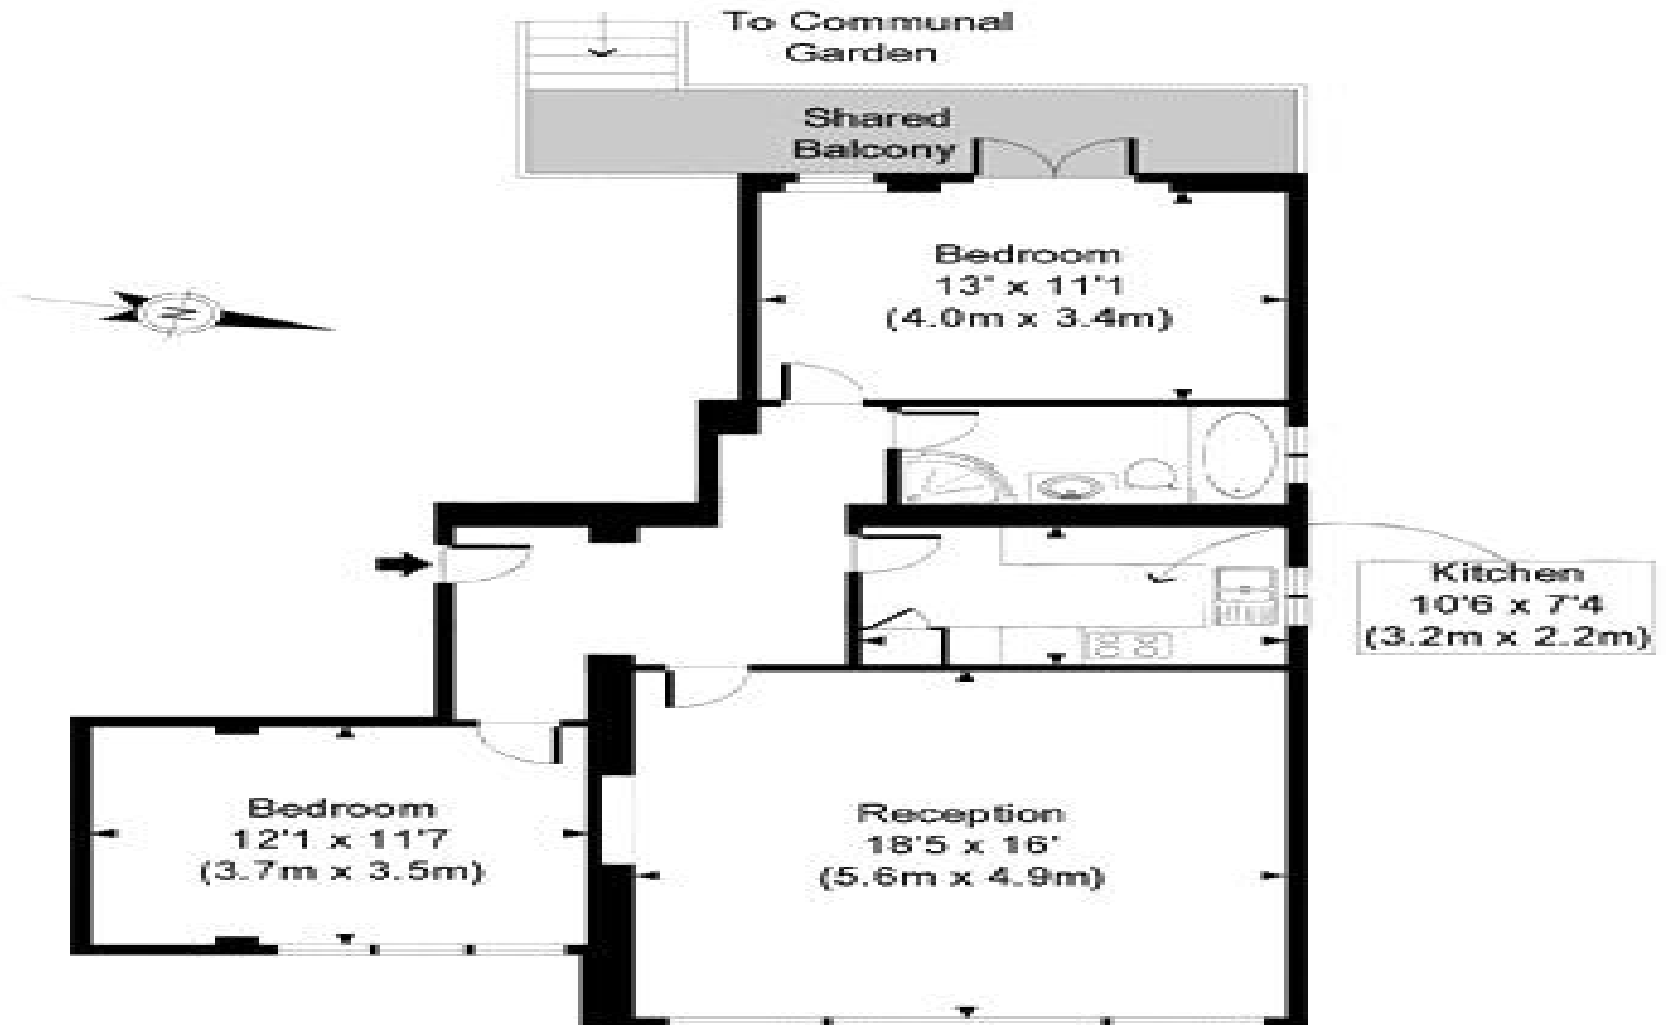 To Communal
Garden
Shared
Balcony
Bedroom
13' x 11'1
(4.0m x 3.4m)
Kitchen
10'6 x 7'4
(3.2m x 2.2m)
Bedroom
12'1 x 11'7
(3.7m x 3.5m)
Reception
18'5 x 16'
(5.6m x 4.9m)
N